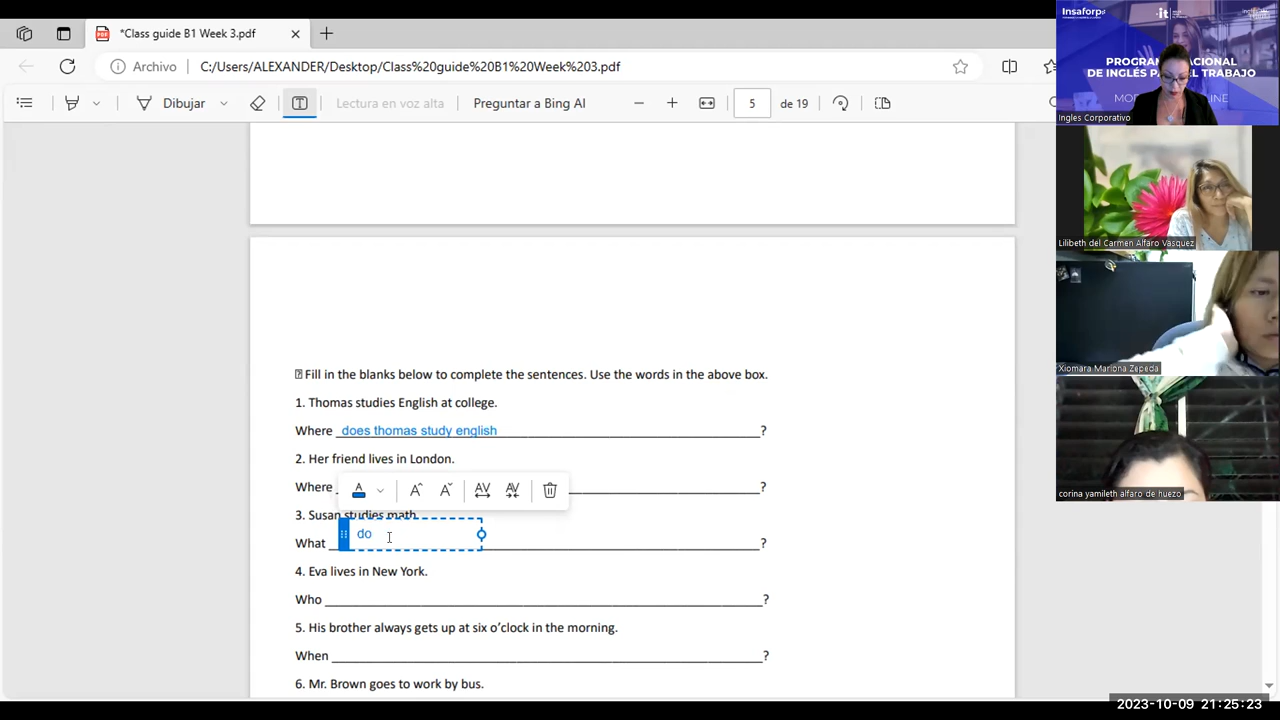 *Class guide B1 Week 3.pdf
Archivo
C:/Users/ALEXANDER/Desktop/Class%20guide%20B1%20Week%203.pdf
Dibujar
Lectura en voz alta
Preguntar a Bing AI
5
de 19
Fill in the blanks below to complete the sentences. Use the words in the above box.
1. Thomas studies English at college.
Where does thomas study english ?
2. Her friend lives in London.
Where ?
3. Susan studies math.
What do ?
4. Eva lives in New York.
Who ?
5. His brother always gets up at six o'clock in the morning.
When ?
6. Mr. Brown goes to work by bus.
Insaforp
it
Ingles Corporativo
Lilibeth del Carmen Alfaro Vasquez
Xiomara Mariona Zepeda
corina yamileth alfaro de huezo
2023-10-09 21:25:23